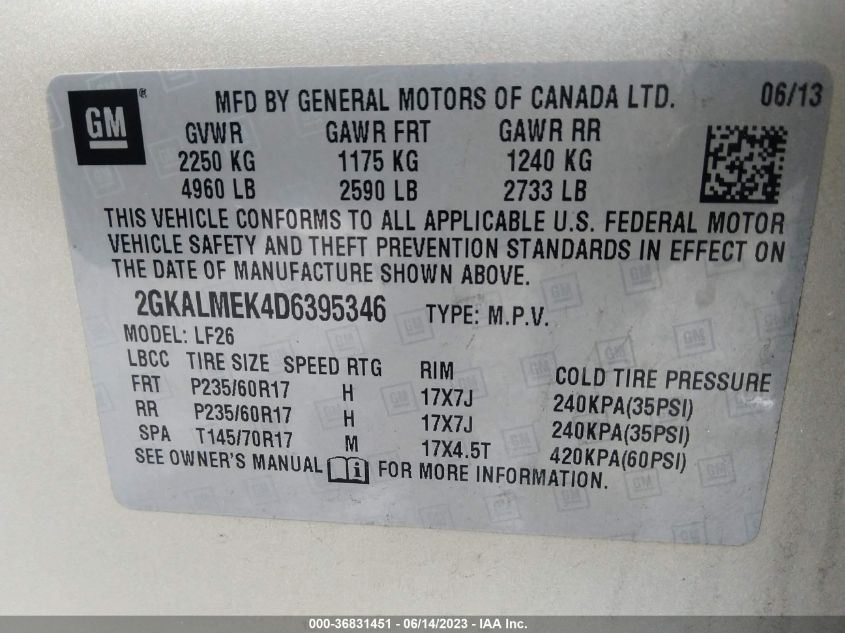 GM ® MFD BY GENERAL MOTORS OF CANADA LTD. 06/13
GVWR GAWR FRT GAWR RR
2250 KG 1175 KG 1240 KG
4960 LB 2590 LB 2733 LB
THIS VEHICLE CONFORMS TO ALL APPLICABLE U.S. FEDERAL MOTOR
VEHICLE SAFETY AND THEFT PREVENTION STANDARDS IN EFFECT ON
THE DATE OF MANUFACTURE SHOWN ABOVE.
2GKALMEK4D6395346 TYPE: M.P.V.
MODEL: LF26
LBCC TIRE SIZE SPEED RTG RIM COLD TIRE PRESSURE
FRT P235/60R17 H 17X7J 240KPA(35PSI)
RR P235/60R17 H 17X7J 240KPA(35PSI)
SPA T145/70R17 M 17X4.5T 420KPA(60PSI)
SEE OWNER'S MANUAL i FOR MORE INFORMATION.
000-36831451 - 06/14/2023 - IAA Inc.